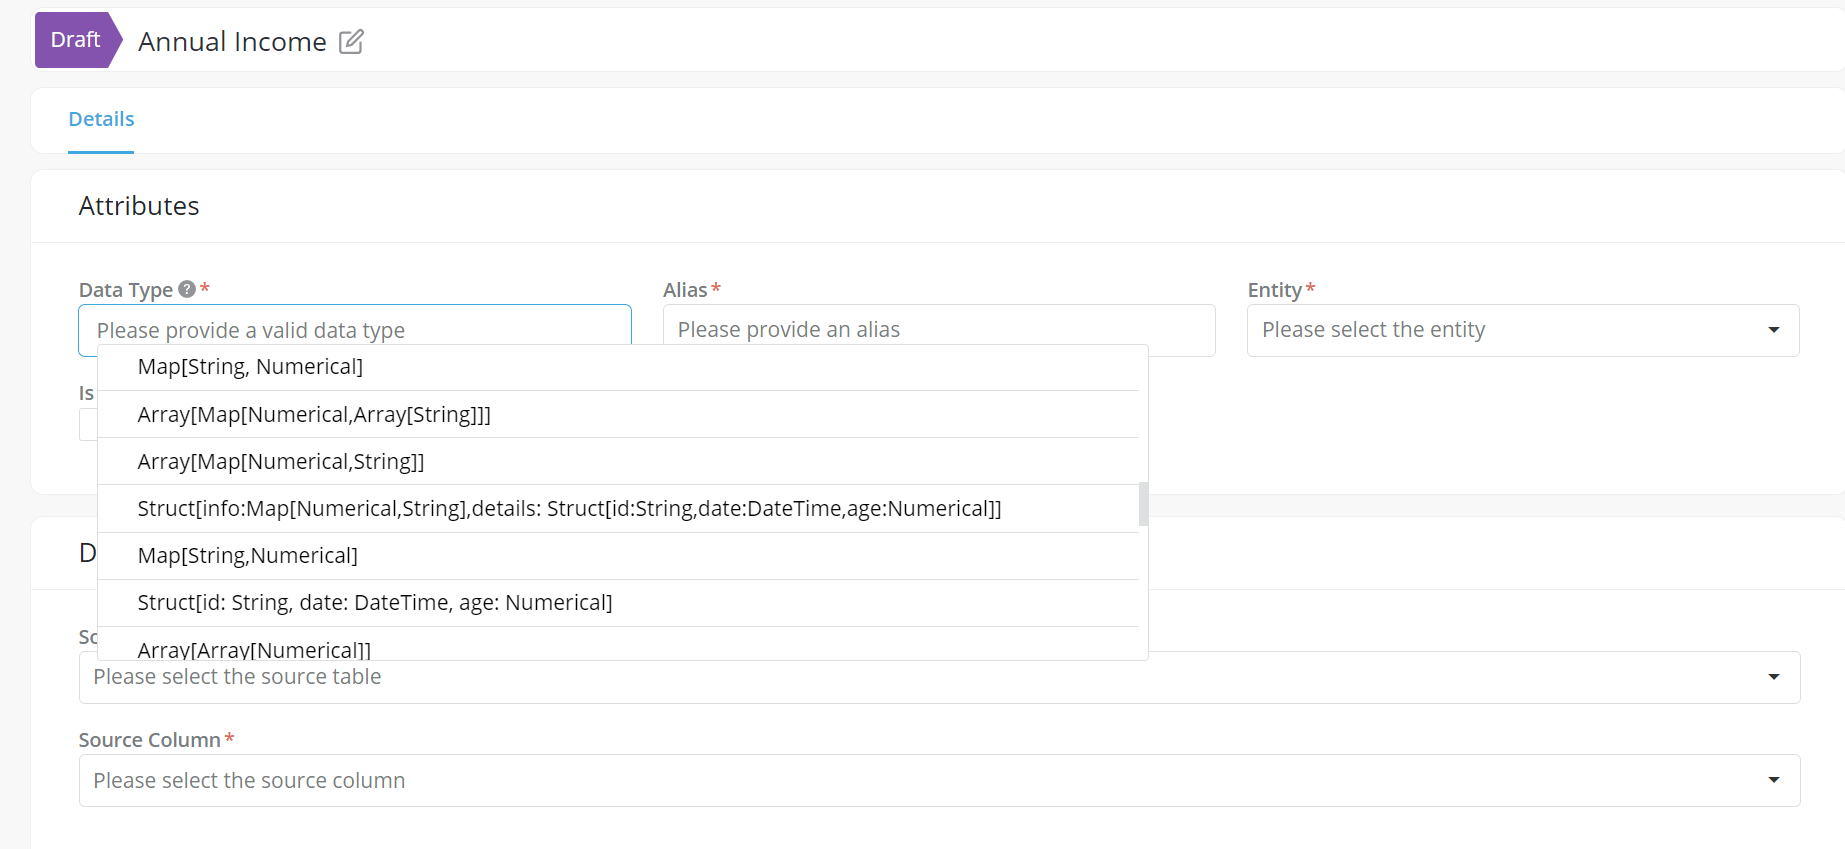 Draft
Annual Income
Details
Attributes
Data Type ? *
Alias *
Entity *
Please provide a valid data type
Please provide an alias
Please select the entity
Is
Map[String, Numerical]
Array[Map[Numerical,Array[String]]]
Array[Map[Numerical,String]]
Struct[info:Map[Numerical,String],details: Struct[id:String,date:DateTime,age:Numerical]]
D
Map[String,Numerical]
Struct[id: String, date: DateTime, age: Numerical]
Array[Array[Numerical]]
Please select the source table
Source Column *
Please select the source column